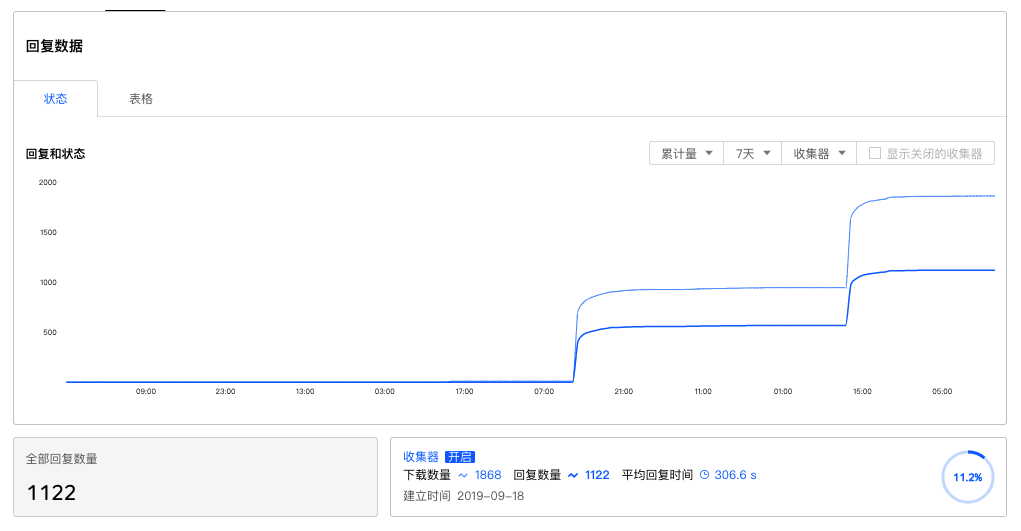 回复数据
状态 表格
回复和状态 累计量 7天 收集器 显示关闭的收集器
2000
1500
1000
500
09:00 23:00 13:00 03:00 17:00 07:00 21:00 11:00 01:00 15:00 05:00
全部回复数量
1122
收集器 开启
下载数量 1868 回复数量 1122 平均回复时间 306.6 s
建立时间 2019-09-18
11.2%